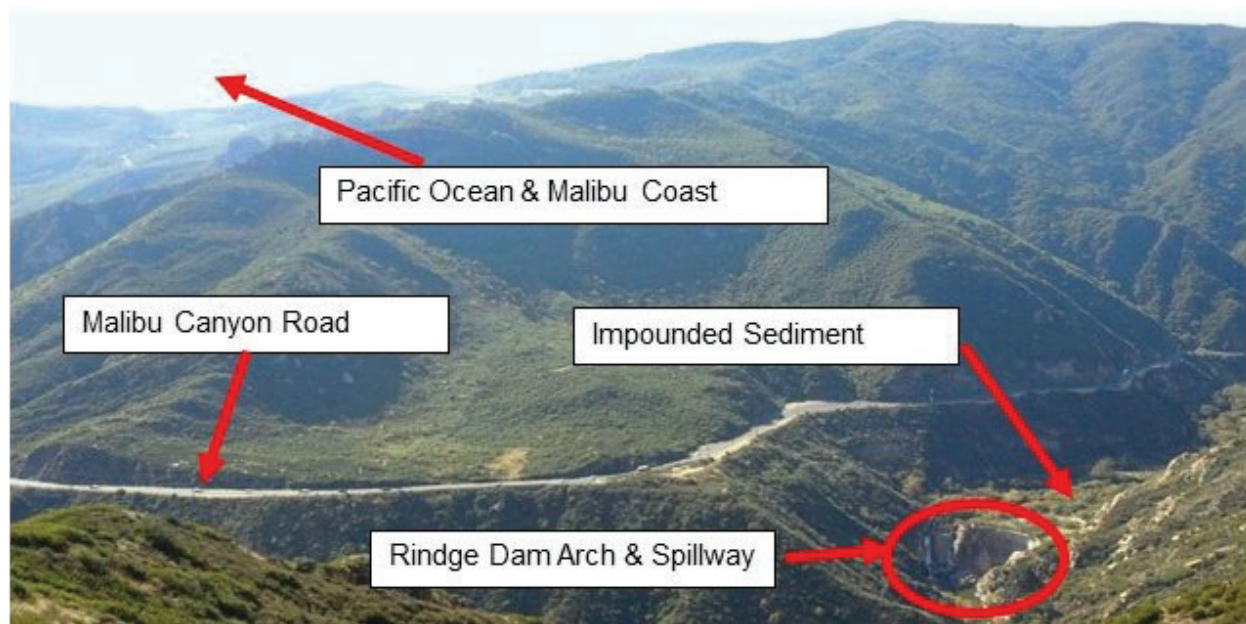 Pacific Ocean & Malibu Coast
Malibu Canyon Road
Impounded Sediment
Rindge Dam Arch & Spillway